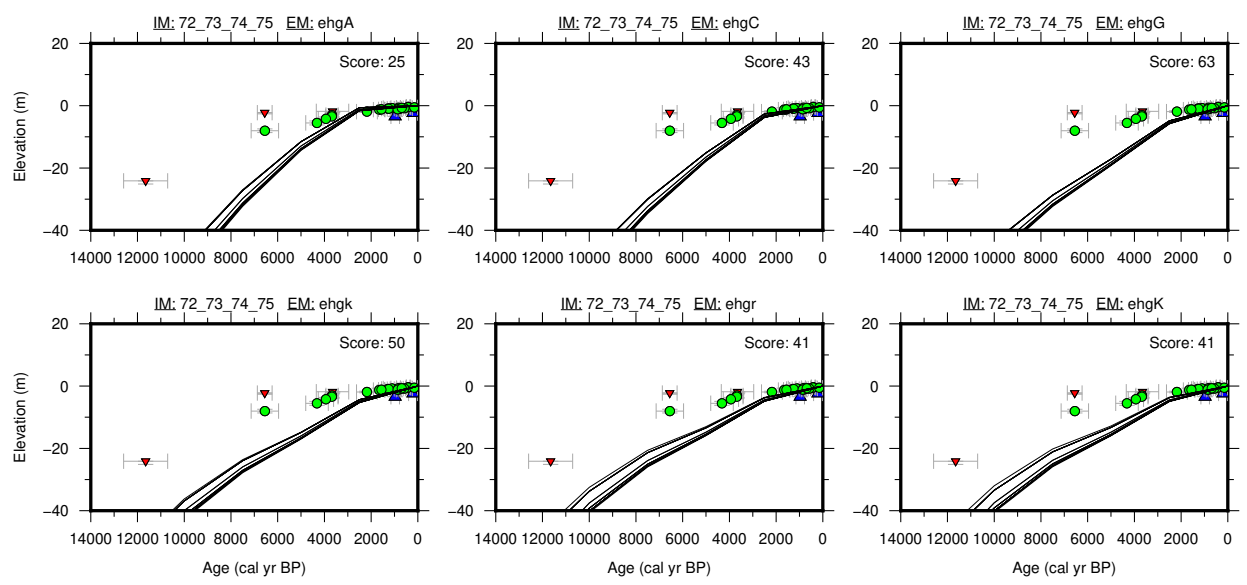 IM: 72_73_74_75 EM: ehgA
IM: 72_73_74_75 EM: ehgC
IM: 72_73_74_75 EM: ehgG
20
0
−20
−40
Elevation (m)
Score: 25
Score: 43
Score: 63
14000 12000 10000 8000 6000 4000 2000 0
20
0
−20
−40
14000 12000 10000 8000 6000 4000 2000 0
20
0
−20
−40
14000 12000 10000 8000 6000 4000 2000 0
IM: 72_73_74_75 EM: ehgk
IM: 72_73_74_75 EM: ehgr
IM: 72_73_74_75 EM: ehgK
20
0
−20
−40
Elevation (m)
Score: 50
Score: 41
Score: 41
14000 12000 10000 8000 6000 4000 2000 0
Age (cal yr BP)
20
0
−20
−40
14000 12000 10000 8000 6000 4000 2000 0
Age (cal yr BP)
20
0
−20
−40
14000 12000 10000 8000 6000 4000 2000 0
Age (cal yr BP)